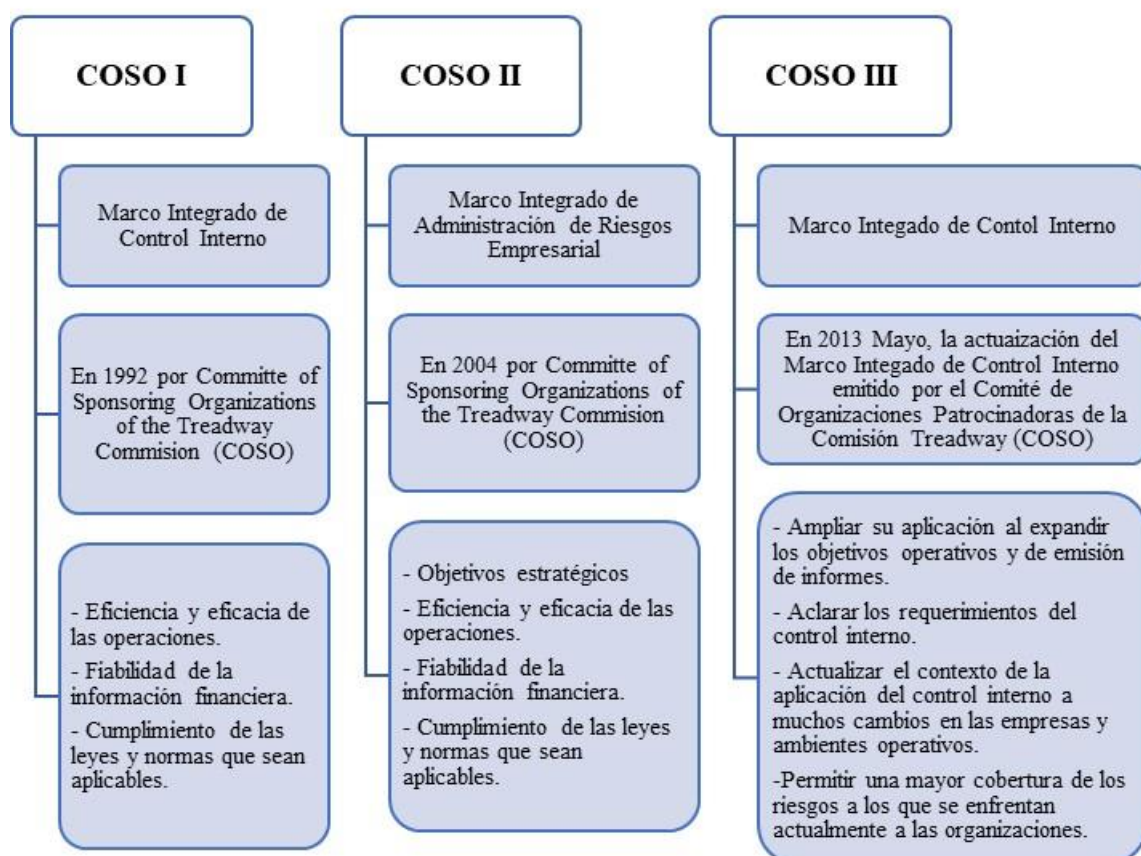 COSO I
Marco Integrado de
Control Interno
En 1992 por Committe of
Sponsoring Organizations
of the Treadway
Commision (COSO)
- Eficiencia y eficacia de
las operaciones.
- Fiabilidad de la
información financiera.
- Cumplimiento de las
leyes y normas que sean
aplicables.
COSO II
Marco Integrado de
Administración de Riesgos
Empresarial
En 2004 por Committe of
Sponsoring Organizations of
the Treadway Commision
(COSO)
- Objetivos estratégicos
- Eficiencia y eficacia de las
operaciones.
- Fiabilidad de la
información financiera.
- Cumplimiento de las leyes
y normas que sean
aplicables.
COSO III
Marco Integado de Contol Interno
En 2013 Mayo, la actuaización del
Marco Integado de Control Interno
emitido por el Comité de
Organizaciones Patrocinadoras de la
Comisión Treadway (COSO)
- Ampliar su aplicación al expandir
los objetivos operativos y de emisión
de informes.
- Aclarar los requerimientos del
control interno.
- Actualizar el contexto de la
aplicación del control interno a
muchos cambios en las empresas y
ambientes operativos.
-Permitir una mayor cobertura de los
riesgos a los que se enfrentan
actualmente a las organizaciones.